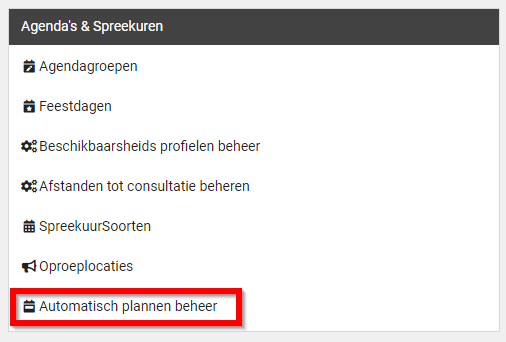 Agenda's & Spreekuren
Agendagroepen
Feestdagen
Beschikbaarsheids profielen beheer
Afstanden tot consultatie beheren
SpreekuurSoorten
Oproeplocaties
Automatisch plannen beheer